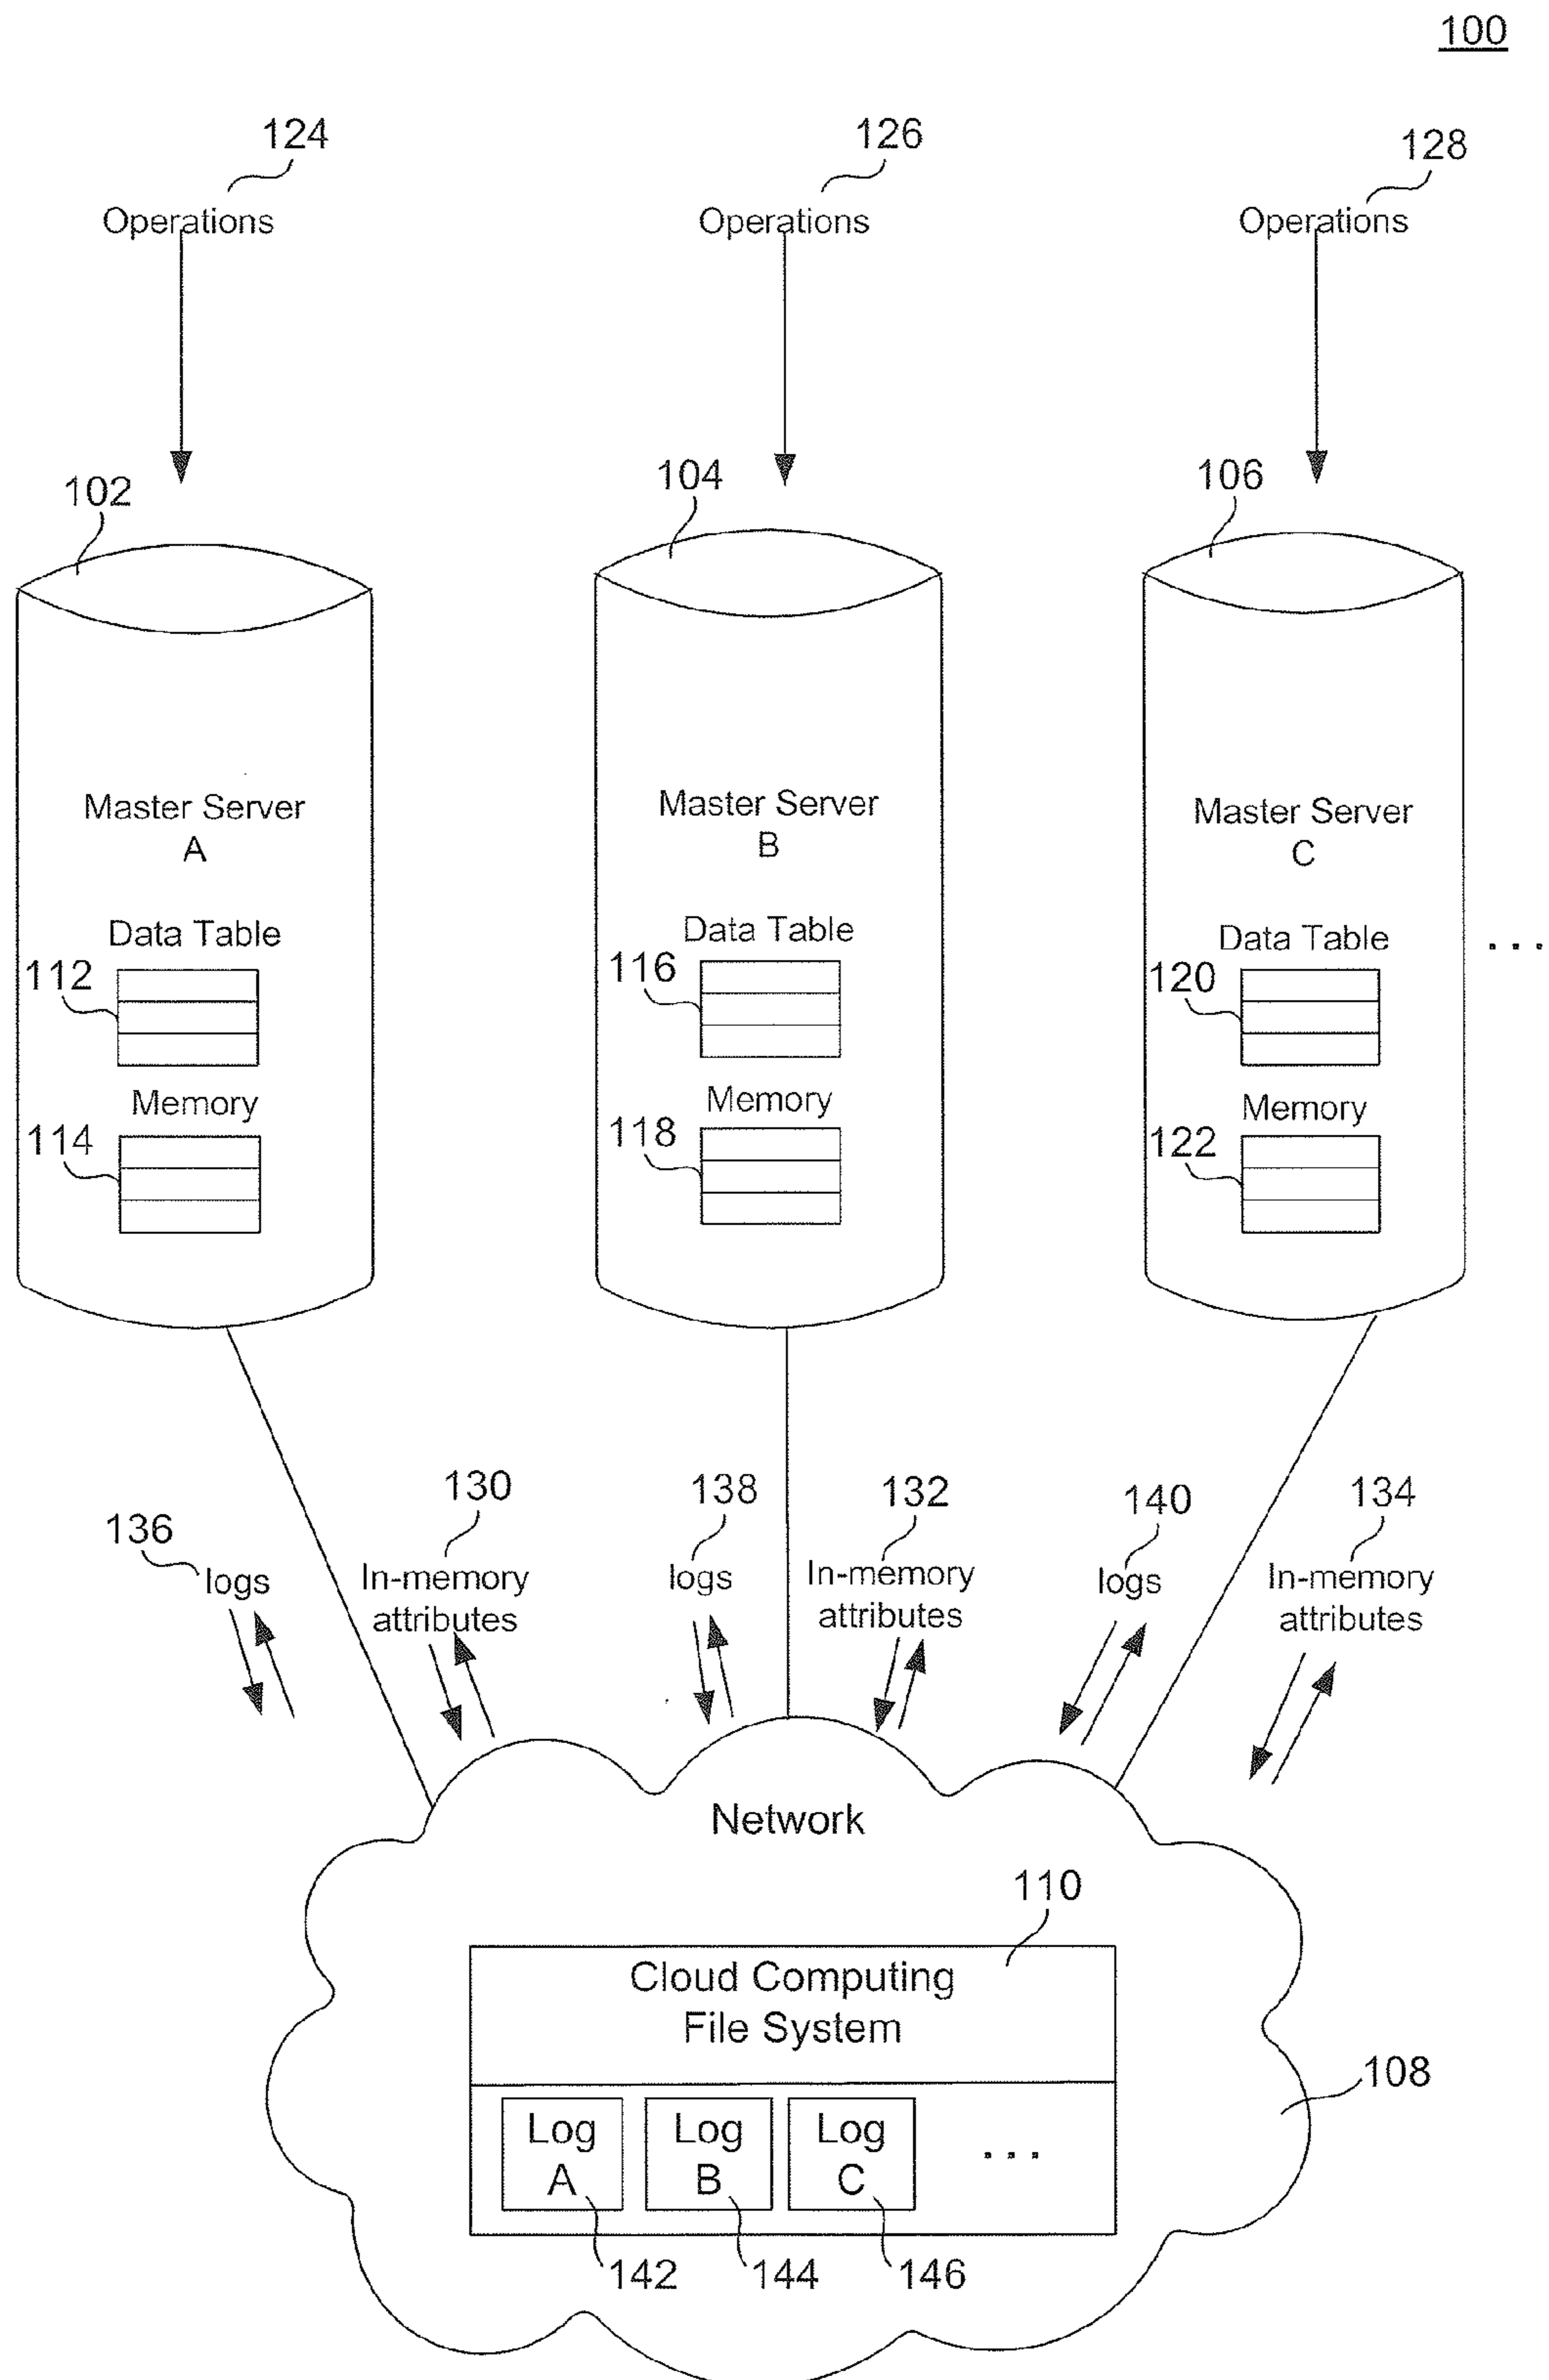 100
124
126
128
Operations
Operations
Operations
102
104
106
Master Server
A
Master Server
B
Master Server
C
Data Table
Data Table
Data Table
...
112
116
120
Memory
Memory
Memory
114
118
122
136
logs
130
In-memory
attributes
138
logs
132
In-memory
attributes
140
logs
134
In-memory
attributes
Network
110
Cloud Computing
File System
108
Log
A
Log
B
Log
C
...
142
144
146